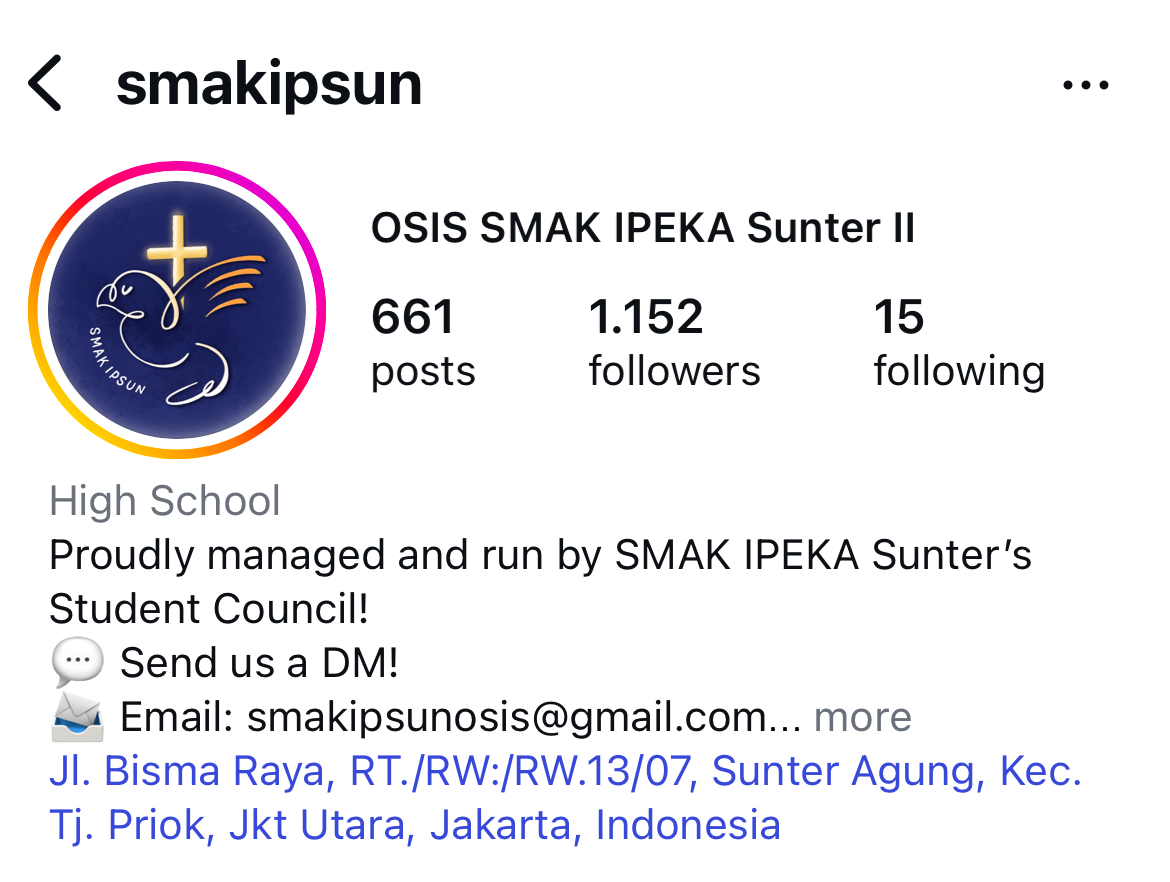 smakipsun
SMAK IPSUN
OSIS SMAK IPEKA Sunter II
661 1.152 15
posts followers following
High School
Proudly managed and run by SMAK IPEKA Sunter’s
Student Council!
💬 Send us a DM!
📨 Email: smakipsunosis@gmail.com... more
Jl. Bisma Raya, RT./RW:/RW.13/07, Sunter Agung, Kec.
Tj. Priok, Jkt Utara, Jakarta, Indonesia